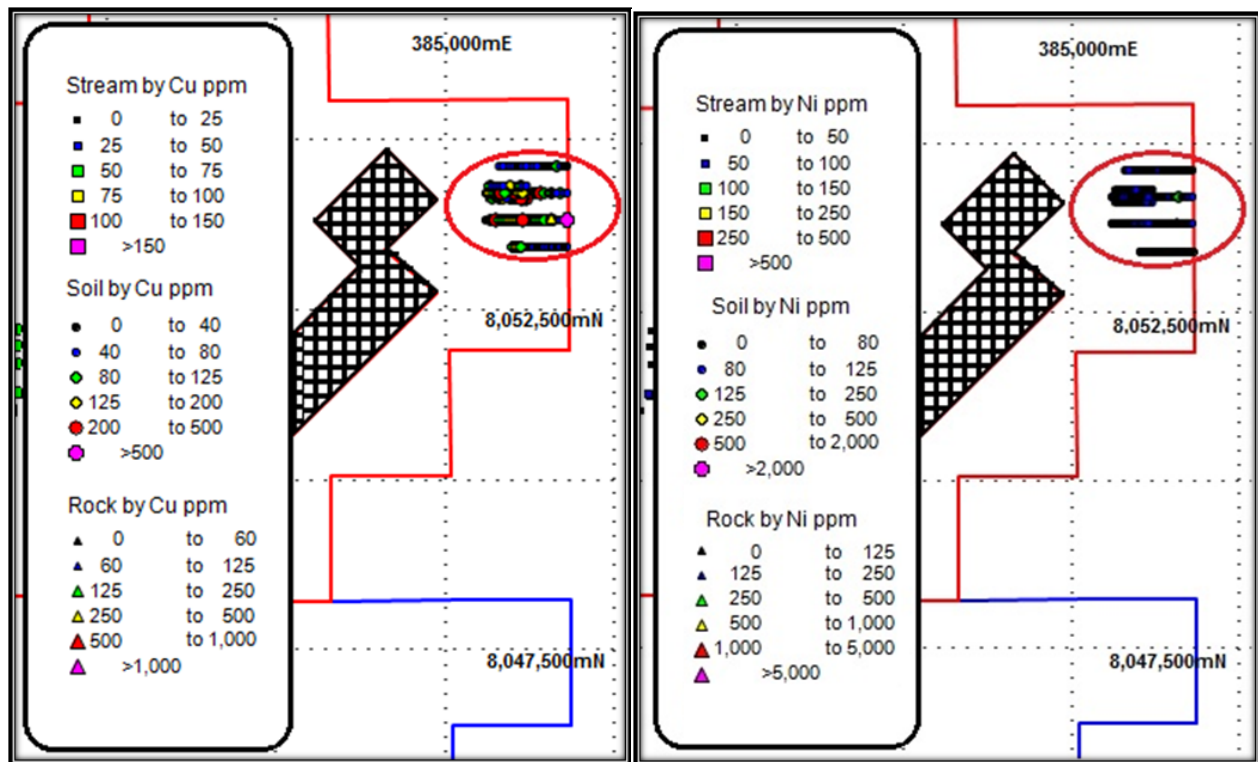 385,000mE
Stream by Cu ppm
0 to 25
25 to 50
50 to 75
75 to 100
100 to 150
>150
Soil by Cu ppm
0 to 40
40 to 80
80 to 125
125 to 200
200 to 500
>500
Rock by Cu ppm
0 to 60
60 to 125
125 to 250
250 to 500
500 to 1,000
>1,000
8,052,500mN
8,047,500mN
385,000mE
Stream by Ni ppm
0 to 50
50 to 100
100 to 150
150 to 250
250 to 500
>500
Soil by Ni ppm
0 to 80
80 to 125
125 to 250
250 to 500
500 to 2,000
>2,000
Rock by Ni ppm
0 to 125
125 to 250
250 to 500
500 to 1,000
1,000 to 5,000
>5,000
8,052,500mN
8,047,500mN